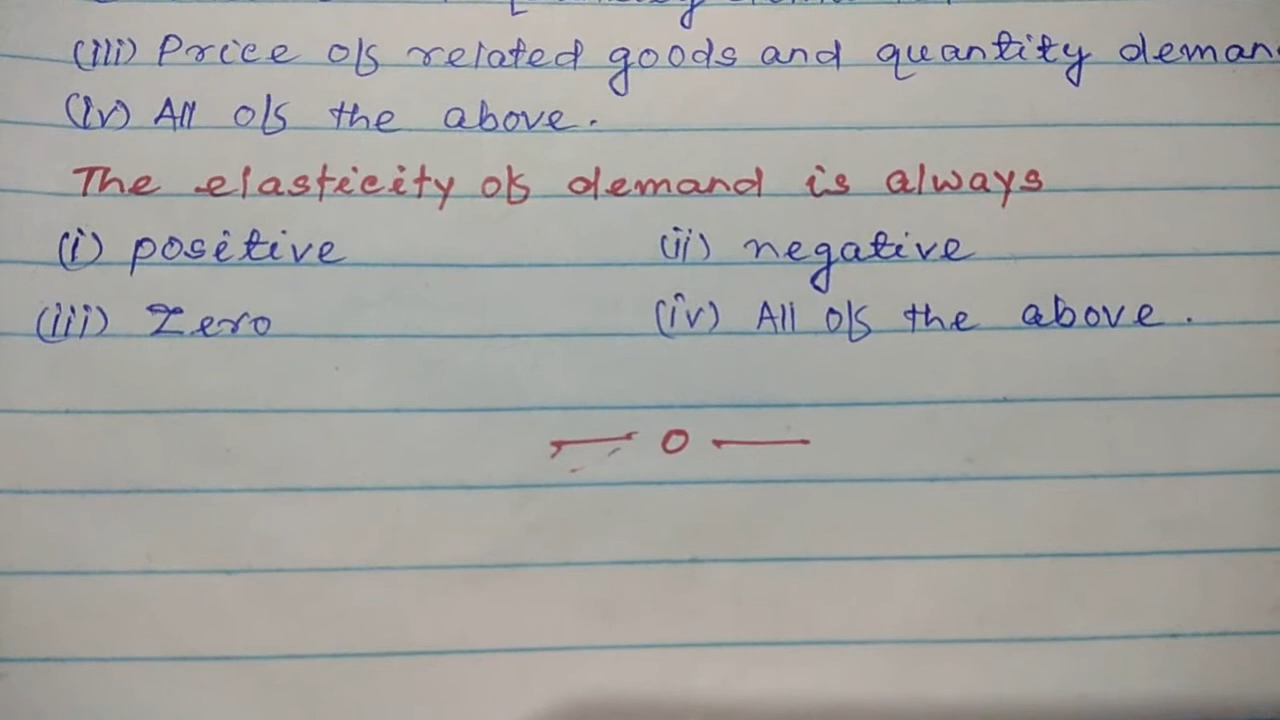 (iii) Price of related goods and quantity deman
(iv) All of the above.
The elasticity of demand is always
(i) positive (ii) negative
(iii) Zero (iv) All of the above.
— 0 —